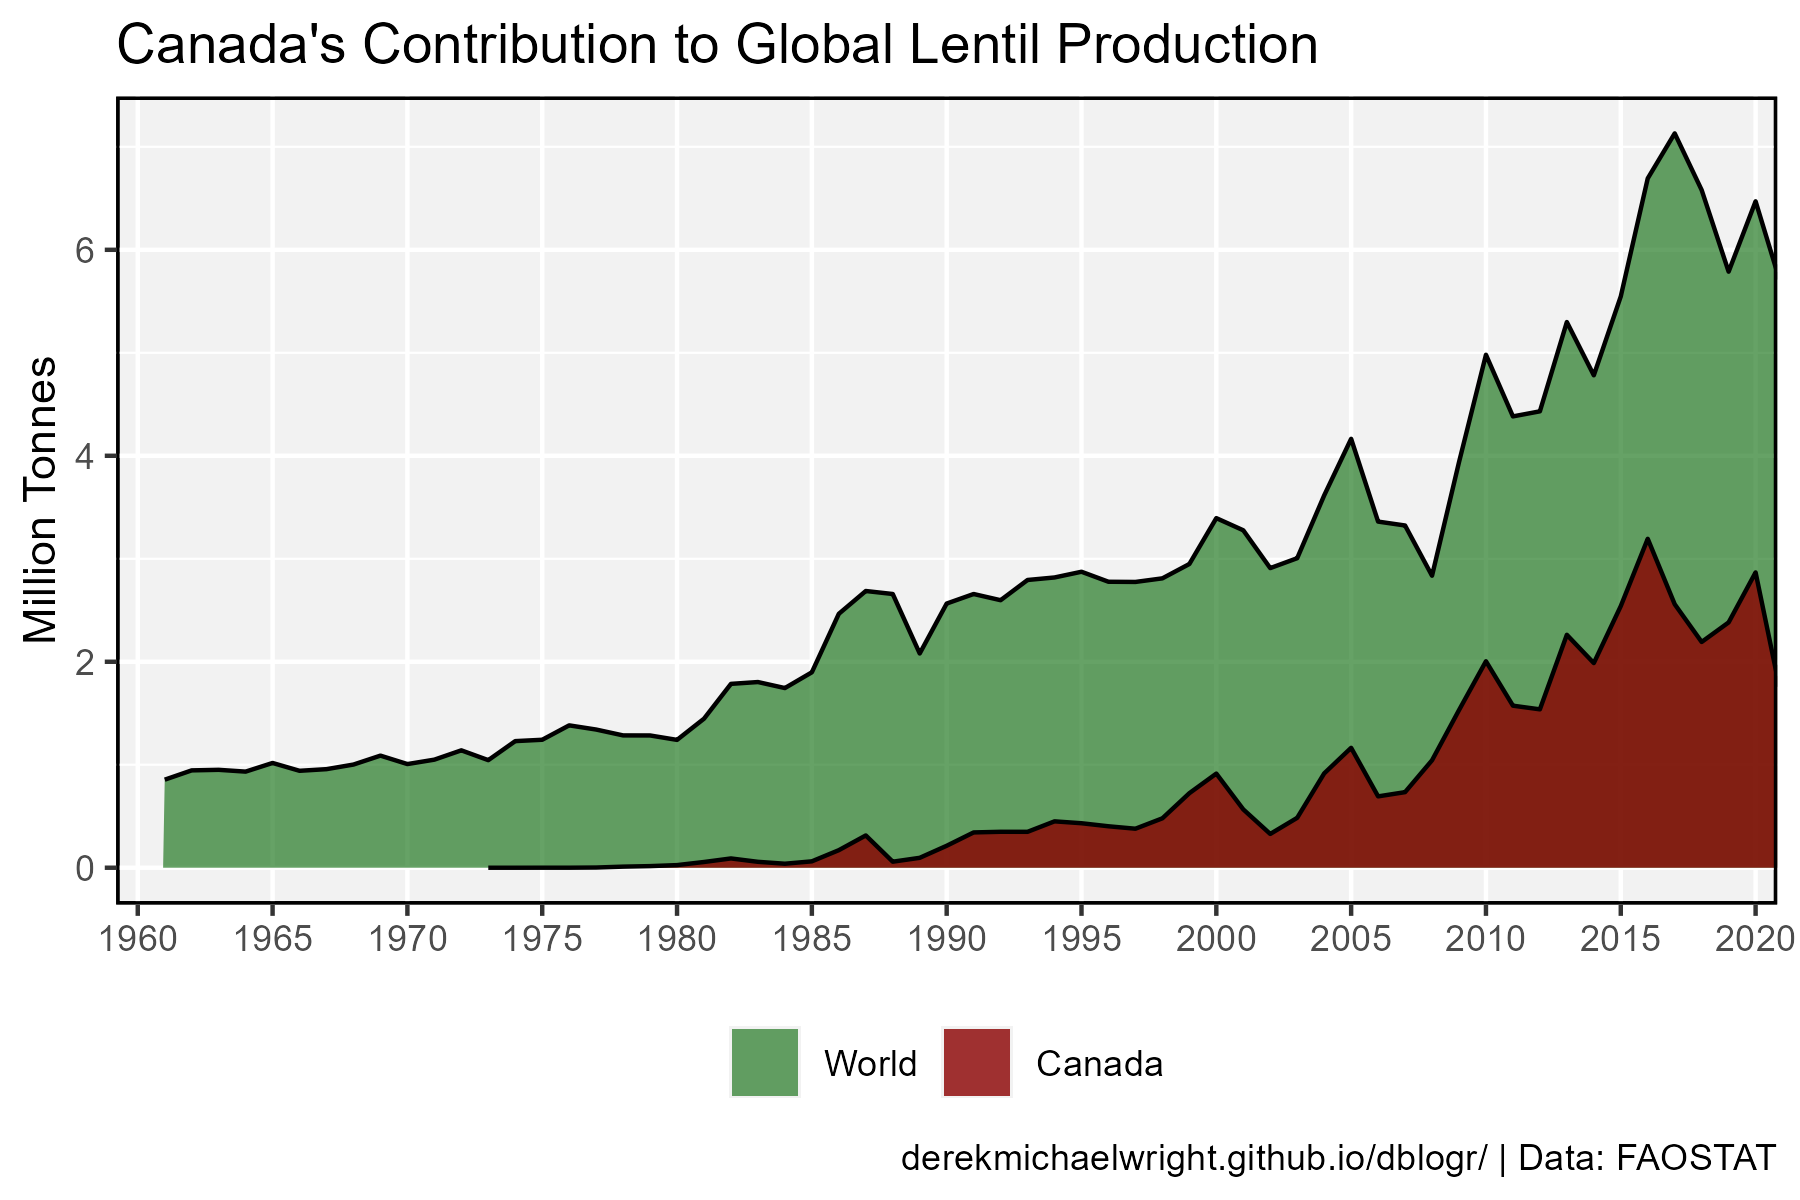 Canada's Contribution to Global Lentil Production
Million Tonnes
6
4
2
0
1960 1965 1970 1975 1980 1985 1990 1995 2000 2005 2010 2015 2020
World Canada
derekmichaelwright.github.io/dblogr/ | Data: FAOSTAT